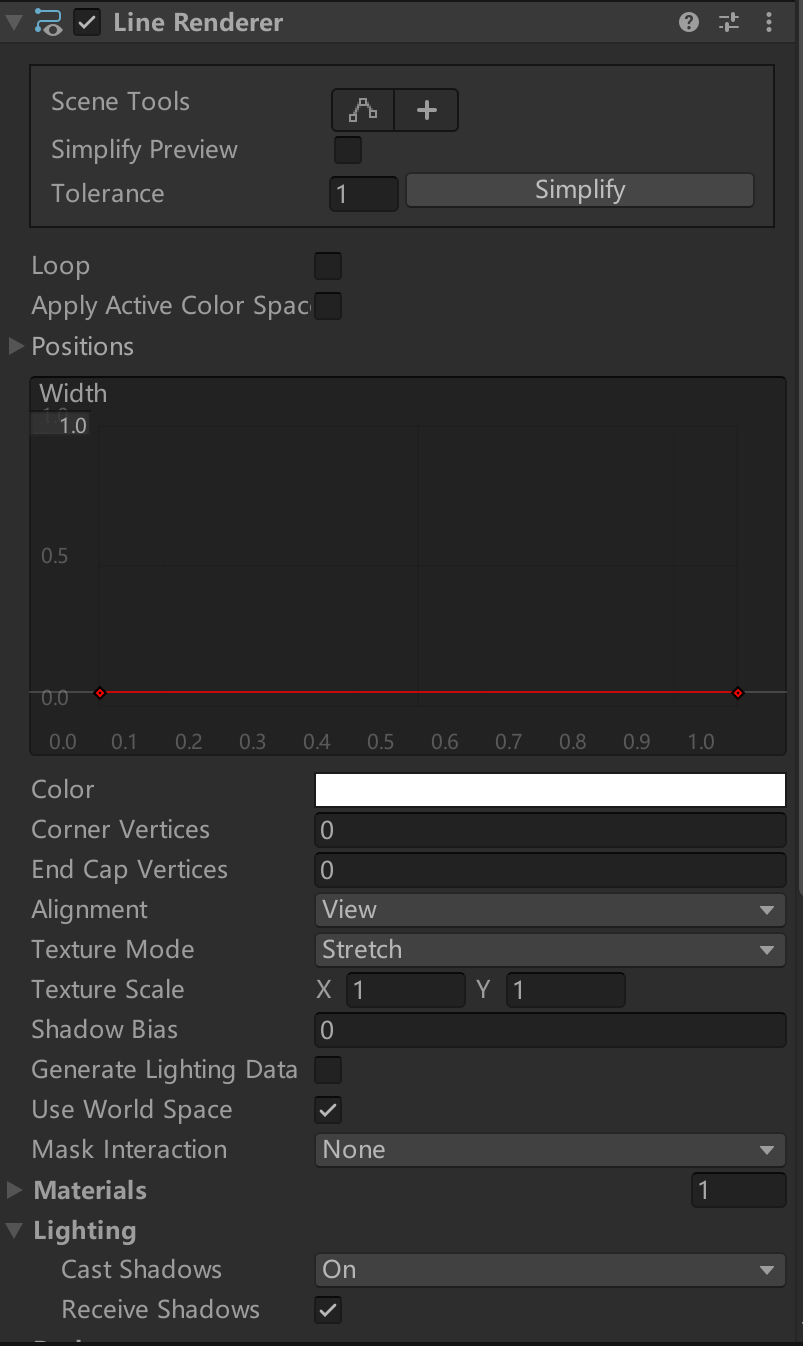 Line Renderer
Scene Tools
Simplify Preview
Tolerance 1 Simplify
Loop
Apply Active Color Spac
Positions
Width
1.0
1.0
0.5
0.0
0.0 0.1 0.2 0.3 0.4 0.5 0.6 0.7 0.8 0.9 1.0
Color
Corner Vertices 0
End Cap Vertices 0
Alignment View
Texture Mode Stretch
Texture Scale X 1 Y 1
Shadow Bias 0
Generate Lighting Data
Use World Space
Mask Interaction None
Materials 1
Lighting
Cast Shadows On
Receive Shadows